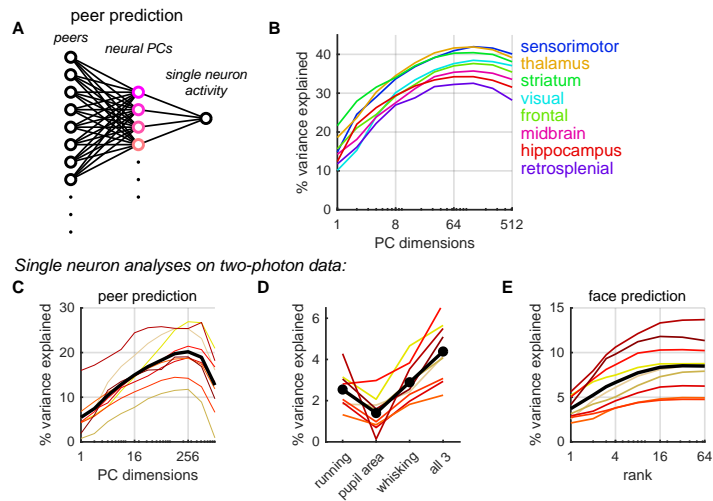 peer prediction
A
peers
neural PCs
single neuron
activity
B
% variance explained
40
30
20
10
0
1
8
64
512
PC dimensions
sensorimotor
thalamus
striatum
visual
frontal
midbrain
hippocampus
retrosplenial
Single neuron analyses on two-photon data:
C
peer prediction
% variance explained
30
20
10
0
1
16
256
PC dimensions
D
% variance explained
6
4
2
0
running
pupil area
whisking
all 3
E
face prediction
% variance explained
15
10
5
0
1
4
16
64
rank